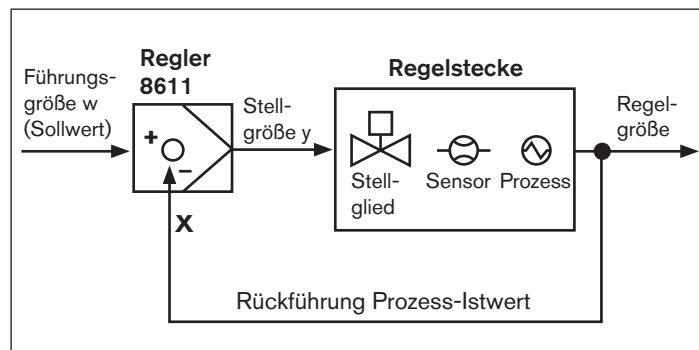 Führungs-
größe w
(Sollwert)
Regler
8611
+
–
X
Stell-
größe y
Regelstecke
Stell-
glied
Sensor
Prozess
Regel-
größe
Rückführung Prozess-Istwert